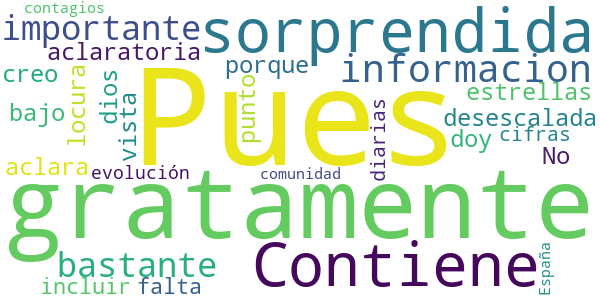 contagios
importante
sorprendida
aclaratoria
porque
informacion
creo
locura
dios
vista
Pues
punto
estrellas
bajo
diarias
desescalada
doy
cifras
No
aclara
evolución
comunidad
gratamente
bastante
Contiene
España
incluir
falta